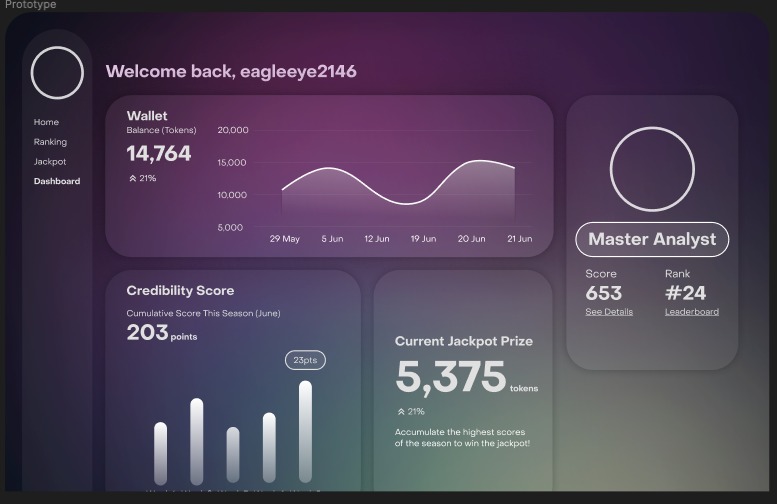 Prototype
Welcome back, eagleeye2146
Home
Ranking
Jackpot
Dashboard
Wallet
Balance (Tokens)
14,764
21%
20,000
15,000
10,000
5,000
29 May
5 Jun
12 Jun
19 Jun
20 Jun
21 Jun
Master Analyst
Score
Rank
653
#24
See Details
Leaderboard
Credibility Score
Cumulative Score This Season (June)
203 points
23pts
Current Jackpot Prize
5,375 tokens
21%
Accumulate the highest scores
of the season to win the jackpot!